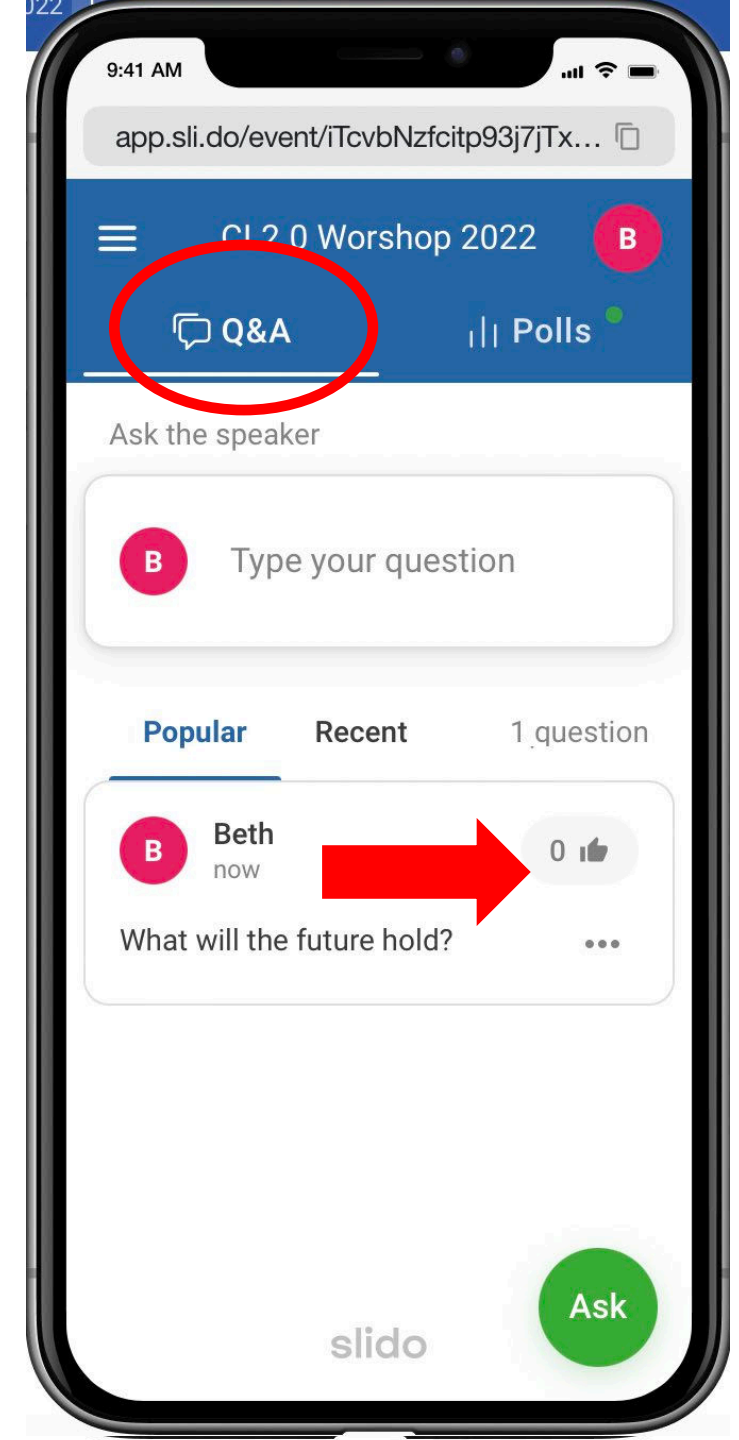 2022
9:41 AM
app.sli.do/event/iTcvbNzfcitp93j7jTx...
CI 2.0 Worshop 2022
B
Q&A
Polls
Ask the speaker
B
Type your question
Popular
Recent
1 question
B
Beth
now
0
What will the future hold?
Ask
slido